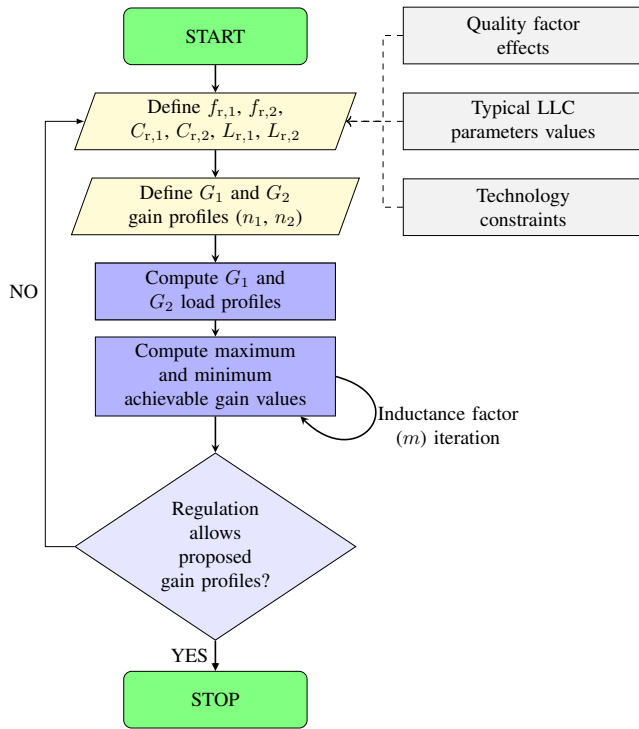 START
Quality factor
effects
Define f_{r,1}, f_{r,2},
C_{r,1}, C_{r,2}, L_{r,1}, L_{r,2}
Typical LLC
parameters values
Define G_1 and G_2
gain profiles (n_1, n_2)
Technology
constraints
Compute G_1 and
G_2 load profiles
NO
Compute maximum
and minimum
achievable gain values
Inductance factor
(m) iteration
Regulation
allows
proposed
gain profiles?
YES
STOP